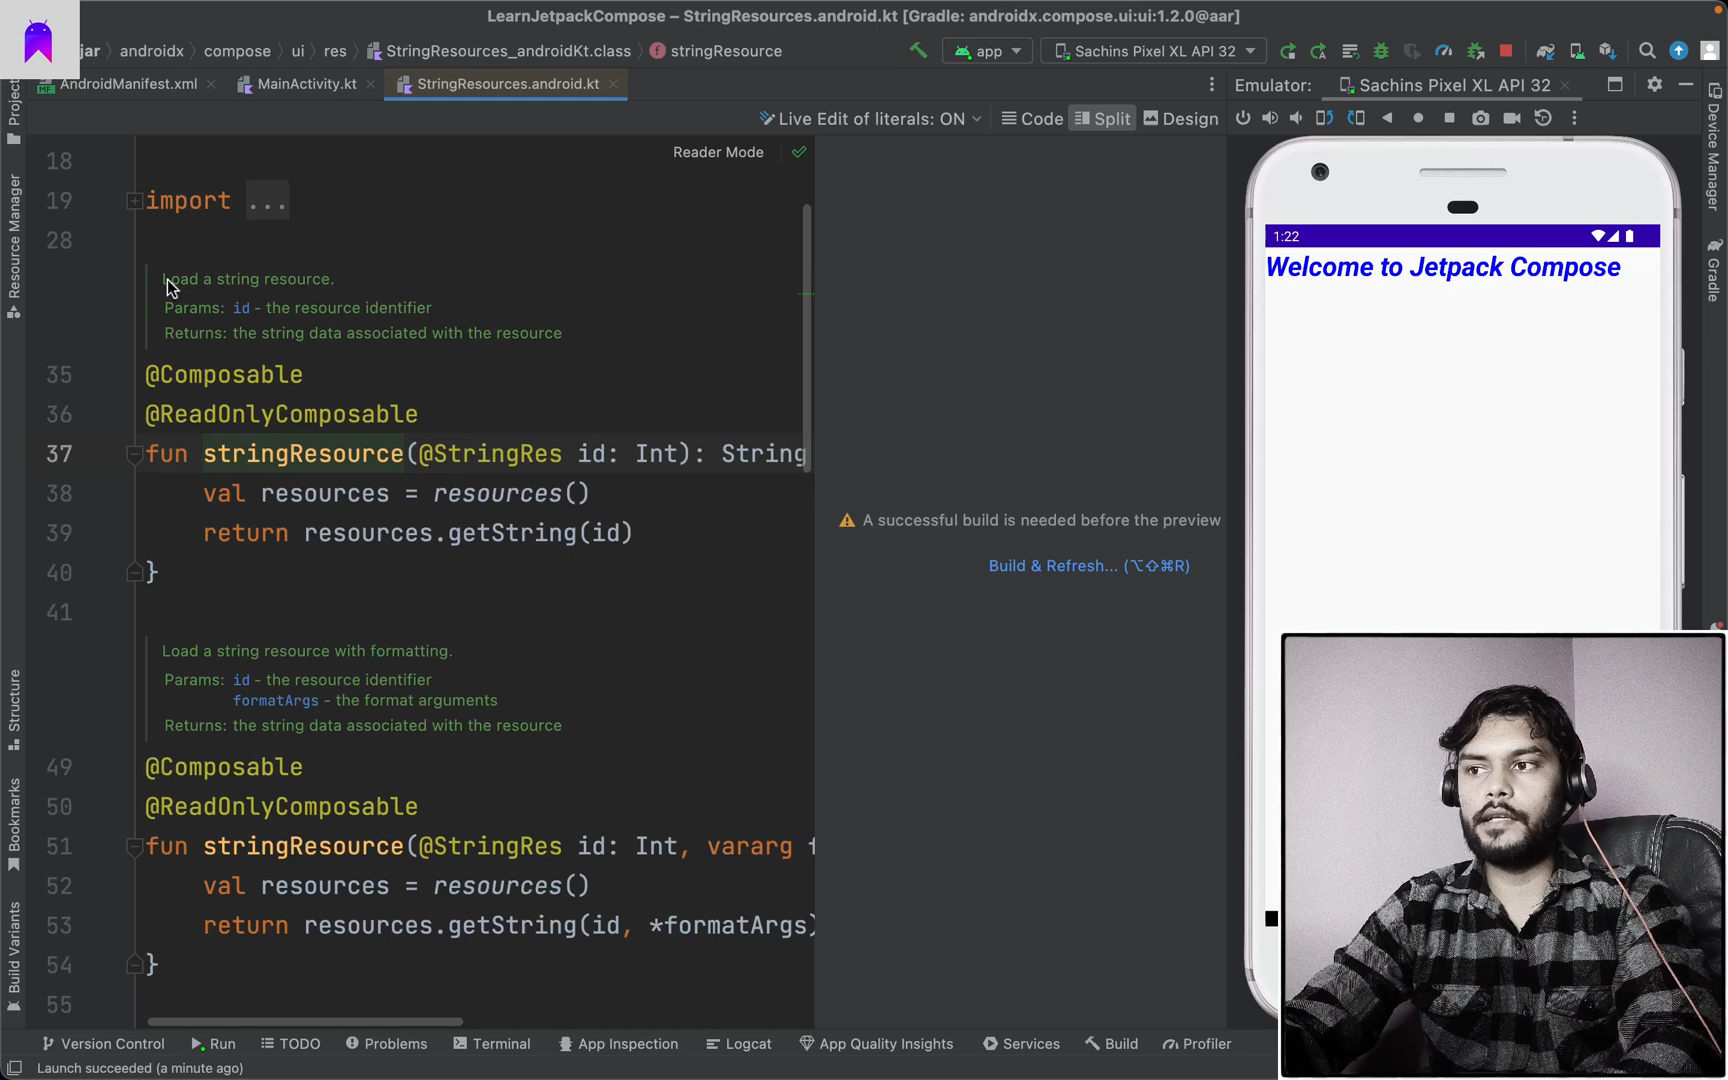 LearnJetpackCompose – StringResources.android.kt [Gradle: androidx.compose.ui:ui:1.2.0@aar]
jar androidx compose ui res StringResources_androidKt.class stringResource
app Sachins Pixel XL API 32
AndroidManifest.xml MainActivity.kt StringResources.android.kt
Emulator: Sachins Pixel XL API 32
Live Edit of literals: ON Code Split Design
Reader Mode
Project
Resource Manager
Structure
Bookmarks
Build Variants
Device Manager
Gradle
18
19 import ...
28
Load a string resource.
Params: id - the resource identifier
Returns: the string data associated with the resource
35 @Composable
36 @ReadOnlyComposable
37 fun stringResource(@StringRes id: Int): String
38 val resources = resources()
39 return resources.getString(id)
40 }
41
Load a string resource with formatting.
Params: id - the resource identifier
formatArgs - the format arguments
Returns: the string data associated with the resource
49 @Composable
50 @ReadOnlyComposable
51 fun stringResource(@StringRes id: Int, vararg f
52 val resources = resources()
53 return resources.getString(id, *formatArgs)
54 }
55
A successful build is needed before the preview
Build & Refresh... (⌥⇧⌘R)
1:22
Welcome to Jetpack Compose
Version Control Run TODO Problems Terminal App Inspection Logcat App Quality Insights Services Build Profiler
Launch succeeded (a minute ago)